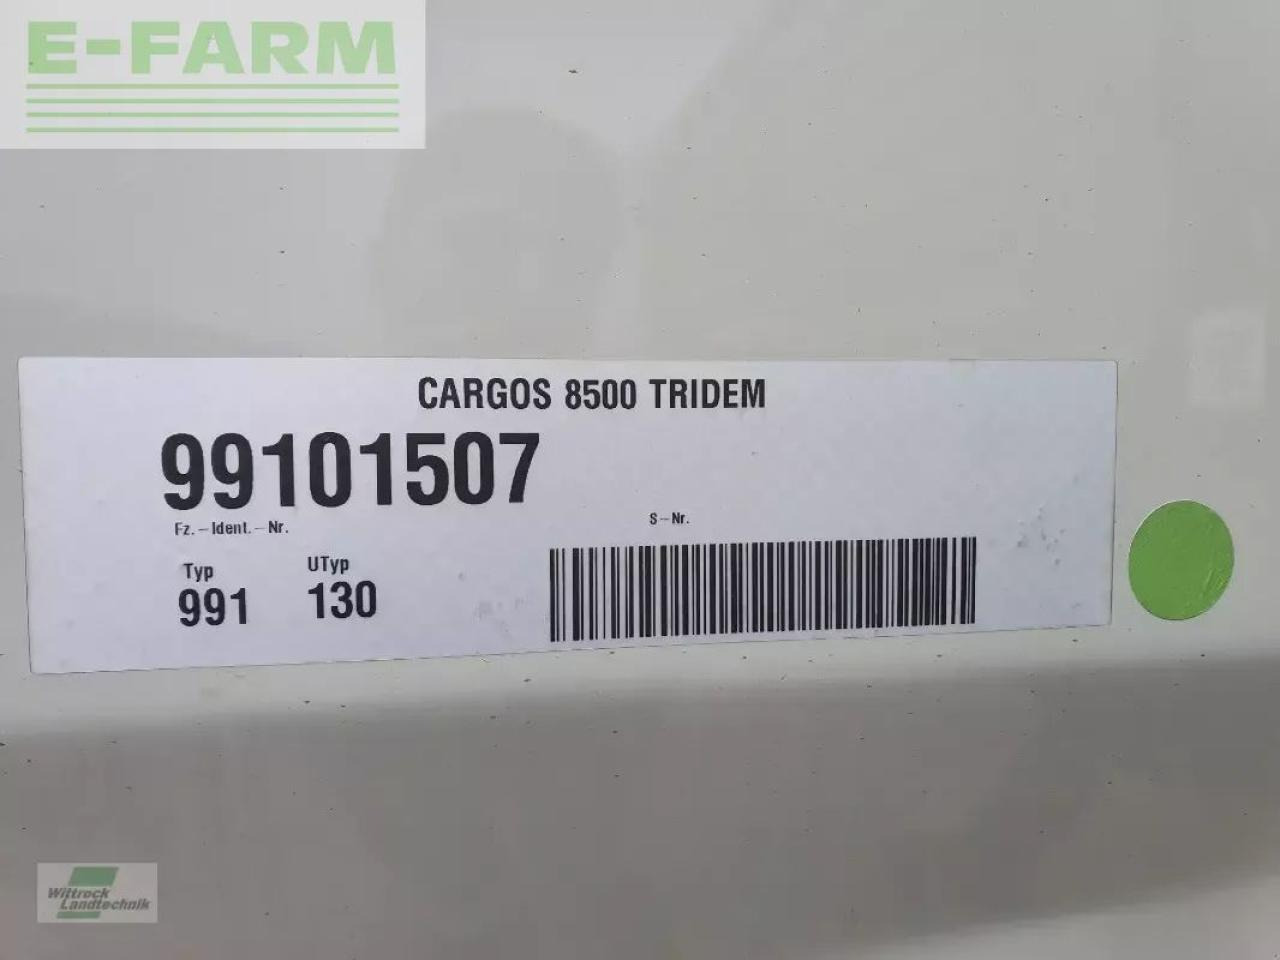 E-FARM
CARGOS 8500 TRIDEM
99101507
Fz.-Ident.-Nr.
S-Nr.
Typ UTyp
991 130
Wittrock
Landtechnik